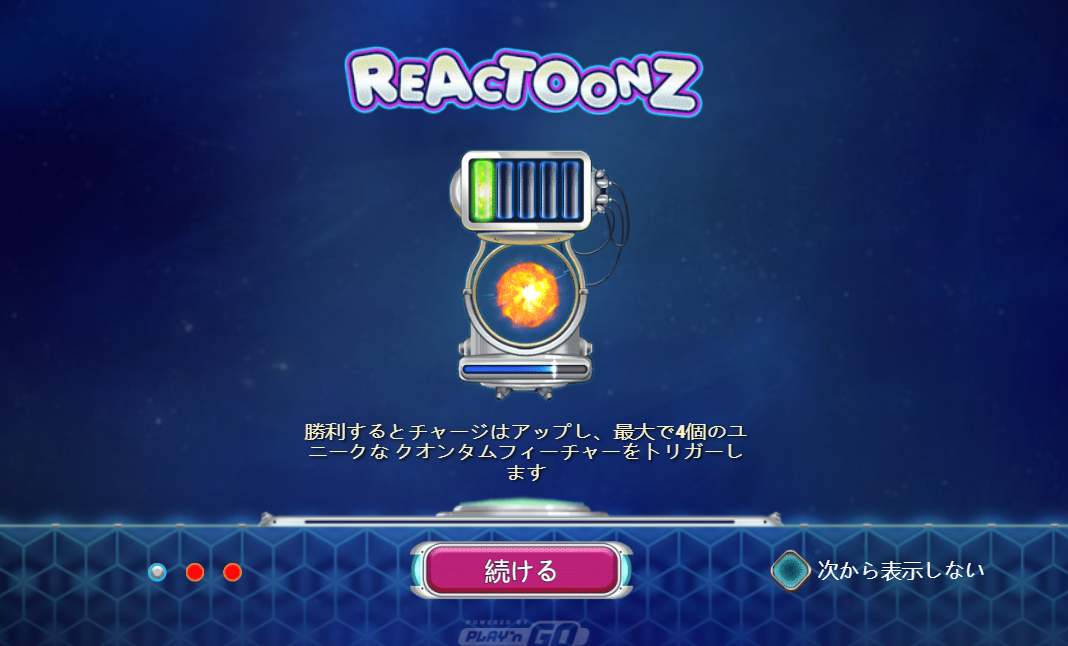 REACTOONZ
勝利するとチャージはアップし、最大で4個のユ
ニークな クオンタムフィーチャーをトリガーし
ます
続ける
次から表示しない
POWERED BY
PLAY'n GO